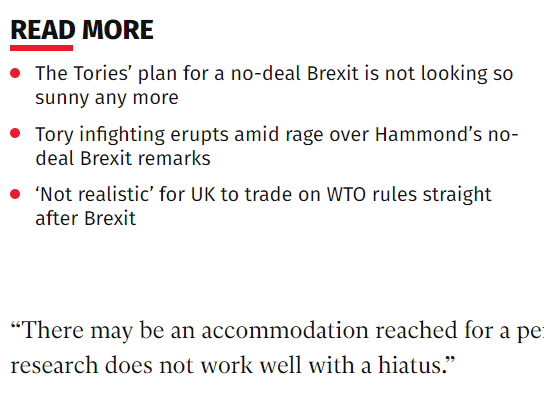 READ MORE
The Tories’ plan for a no-deal Brexit is not looking so
sunny any more
Tory infighting erupts amid rage over Hammond’s no-
deal Brexit remarks
‘Not realistic’ for UK to trade on WTO rules straight
after Brexit
“There may be an accommodation reached for a
research does not work well with a hiatus.”